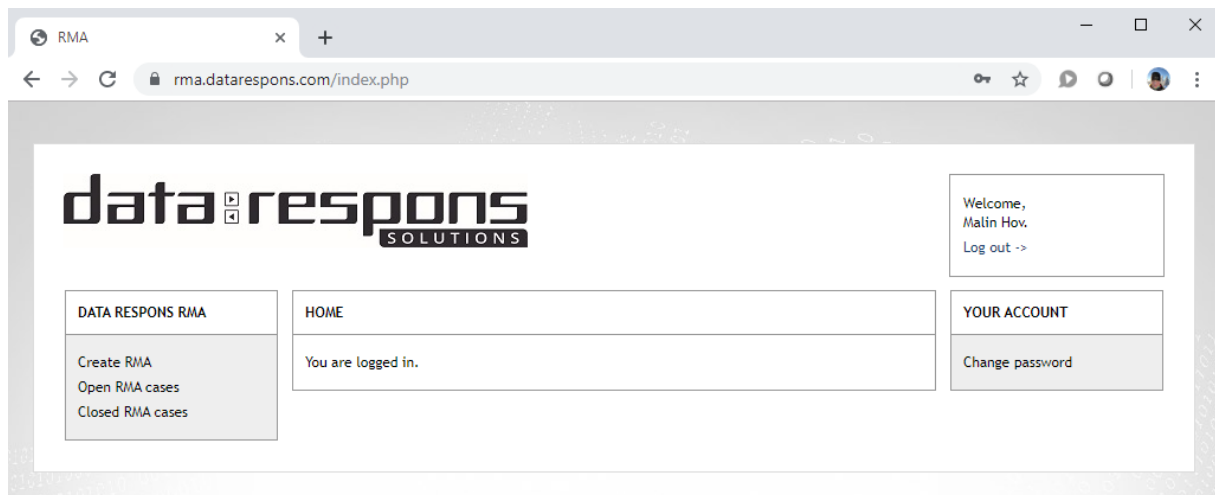 RMA
rma.datarespons.com/index.php
data respons
SOLUTIONS
Welcome,
Malin Hov.
Log out ->
DATA RESPONS RMA
Create RMA
Open RMA cases
Closed RMA cases
HOME
You are logged in.
YOUR ACCOUNT
Change password